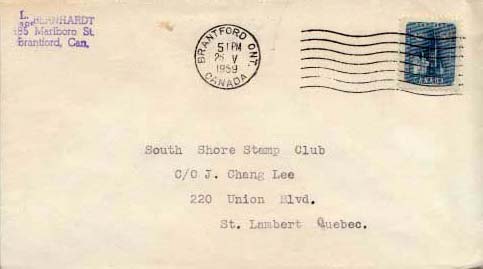 L. BERNHARDT
185 Marlboro St.
Brantford, Can.
BRANTFORD ONT.
5 PM
25 V
1959
CANADA
CANADA
South Shore Stamp Club
C/C J. Chang Lee
220 Union Blvd.
St. Lambert Quebec.